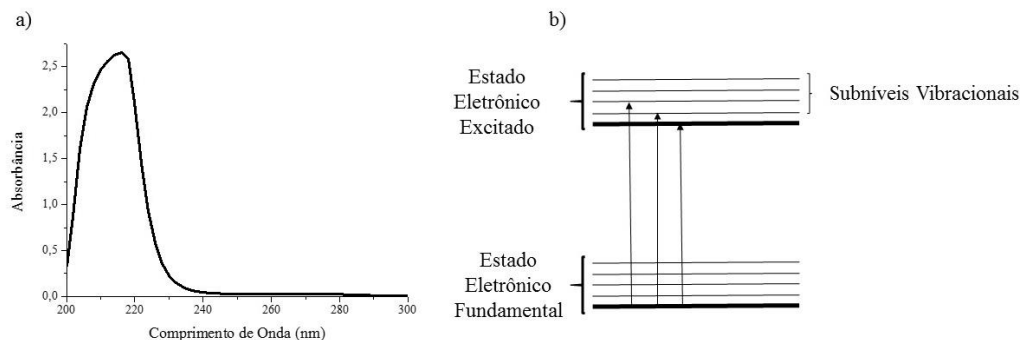 a)
2,5
2,0
1,5
1,0
0,5
0,0
Absorbância
200
220
240
260
280
300
Comprimento de Onda (nm)
b)
Estado
Eletrônico
Excitado
Subníveis Vibracionais
Estado
Eletrônico
Fundamental